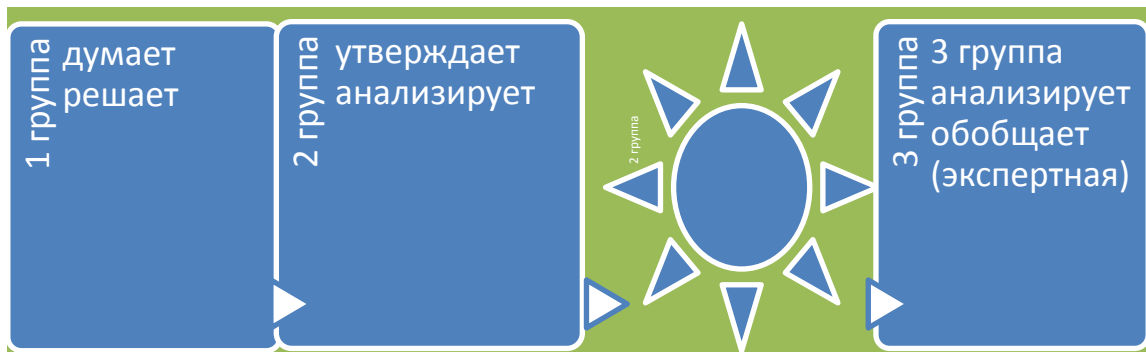 1 группа
думает
решает
2 группа
утверждает
анализирует
2 группа
3 группа
3 группа
анализирует
обобщает
(экспертная)